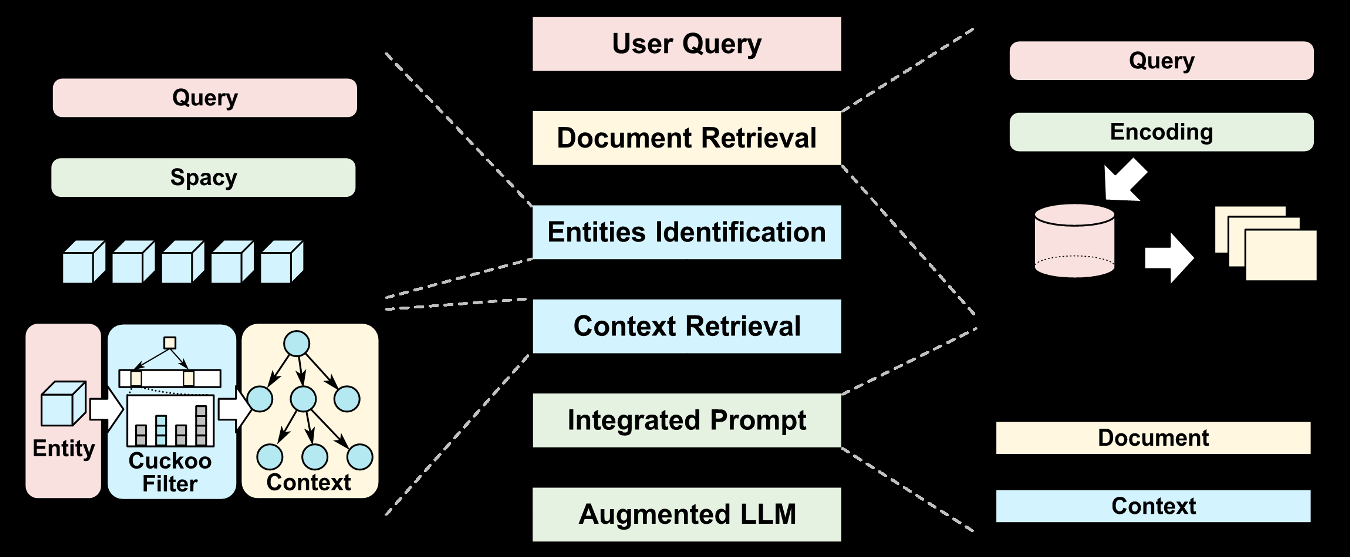 Query
Spacy
Entity
Cuckoo
Filter
Context
User Query
Document Retrieval
Entities Identification
Context Retrieval
Integrated Prompt
Augmented LLM
Query
Encoding
Document
Context